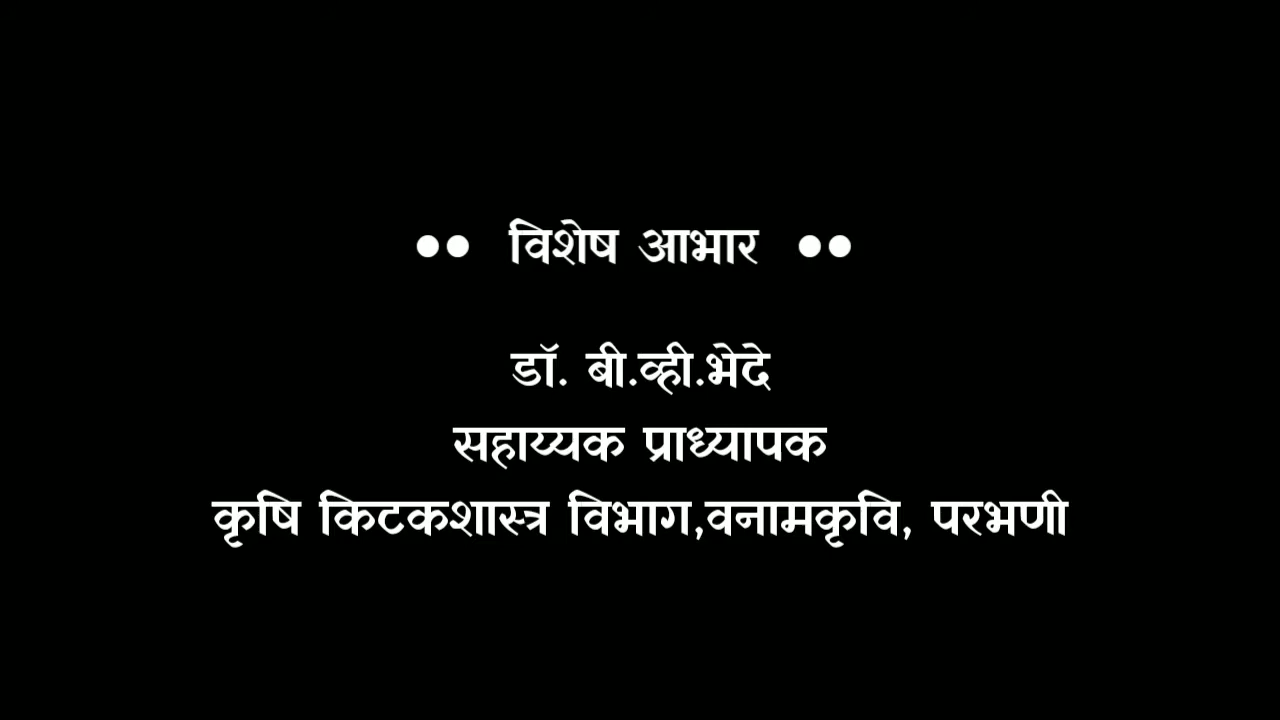 •• विशेष आभार ••
डॉ. बी.व्ही.भेदे
सहाय्यक प्राध्यापक
कृषि किटकशास्त्र विभाग,वनामकृवि, परभणी